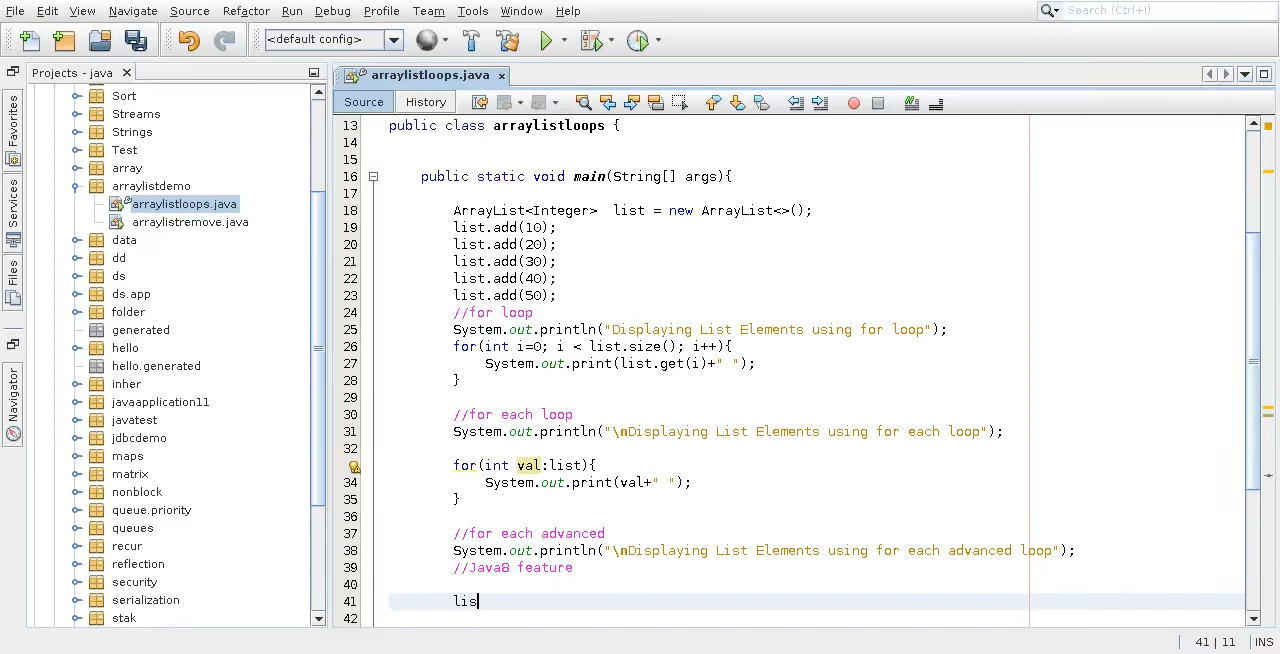 File Edit View Navigate Source Refactor Run Debug Profile Team Tools Window Help
Search (Ctrl+I)
<default config>
Projects - java ×
arraylistloops.java ×
Source History
Favorites
Services
Files
Navigator
Sort
Streams
Strings
Test
array
arraylistdemo
arraylistloops.java
arraylistremove.java
data
dd
ds
ds.app
folder
generated
hello
hello.generated
inher
javaapplication11
javatest
jdbcdemo
maps
matrix
nonblock
queue.priority
queues
recur
reflection
security
serialization
stak
13 public class arraylistloops {
14
15
16 public static void main(String[] args){
17
18 ArrayList<Integer>  list = new ArrayList<>();
19 list.add(10);
20 list.add(20);
21 list.add(30);
22 list.add(40);
23 list.add(50);
24 //for loop
25 System.out.println("Displaying List Elements using for loop");
26 for(int i=0; i < list.size(); i++){
27 System.out.print(list.get(i)+" ");
28 }
29
30 //for each loop
31 System.out.println("\nDisplaying List Elements using for each loop");
32
for(int val:list){
34 System.out.print(val+" ");
35 }
36
37 //for each advanced
38 System.out.println("\nDisplaying List Elements using for each advanced loop");
39 //Java8 feature
40
41 lis
42
41 | 11 INS